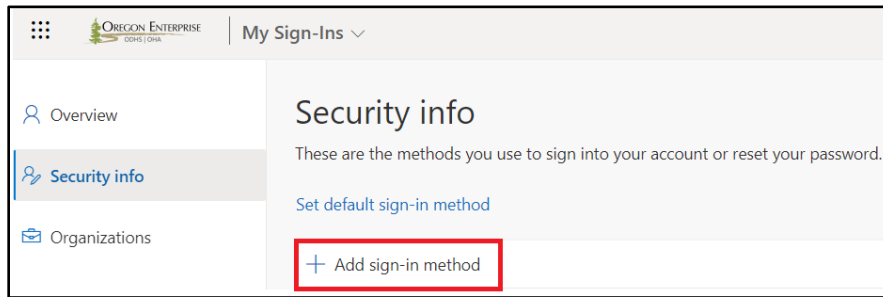 OREGON ENTERPRISE
ODHS | OHA
My Sign-Ins
Overview
Security info
Organizations
Security info
These are the methods you use to sign into your account or reset your password.
Set default sign-in method
+ Add sign-in method